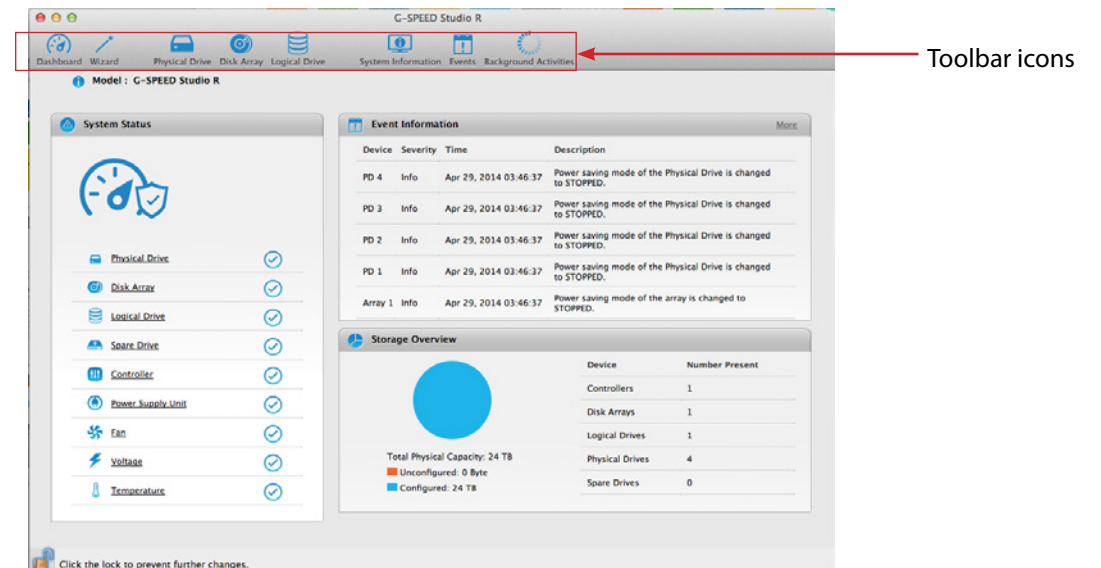 G-SPEED Studio R
Dashboard Wizard Physical Drive Disk Array Logical Drive System Information Events Background Activities
Toolbar icons
Model : G-SPEED Studio R
System Status
Physical Drive
Disk Array
Logical Drive
Spare Drive
Controller
Power Supply Unit
Fan
Voltage
Temperature
Event Information More
Device Severity Time Description
PD 4 Info Apr 29, 2014 03:46:37 Power saving mode of the Physical Drive is changed
to STOPPED.
PD 3 Info Apr 29, 2014 03:46:37 Power saving mode of the Physical Drive is changed
to STOPPED.
PD 2 Info Apr 29, 2014 03:46:37 Power saving mode of the Physical Drive is changed
to STOPPED.
PD 1 Info Apr 29, 2014 03:46:37 Power saving mode of the Physical Drive is changed
to STOPPED.
Array 1 Info Apr 29, 2014 03:46:37 Power saving mode of the array is changed to
STOPPED.
Storage Overview
Total Physical Capacity: 24 TB
Unconfigured: 0 Byte
Configured: 24 TB
Device Number Present
Controllers 1
Disk Arrays 1
Logical Drives 1
Physical Drives 4
Spare Drives 0
Click the lock to prevent further changes.